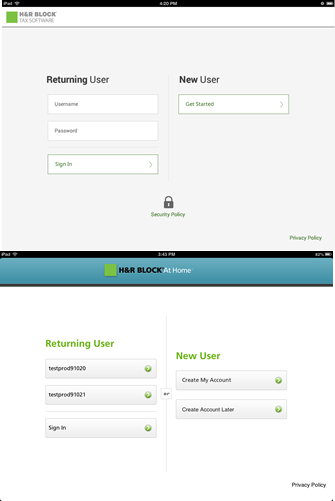 iPad
4:20 PM
H&R BLOCK
TAX SOFTWARE
Returning User
New User
Username
Get Started
Password
Sign In
Security Policy
Privacy Policy
iPad
3:43 PM
H&R BLOCK At Home
Returning User
New User
testprod91020
Create My Account
testprod91021
or
Create Account Later
Sign In
Privacy Policy